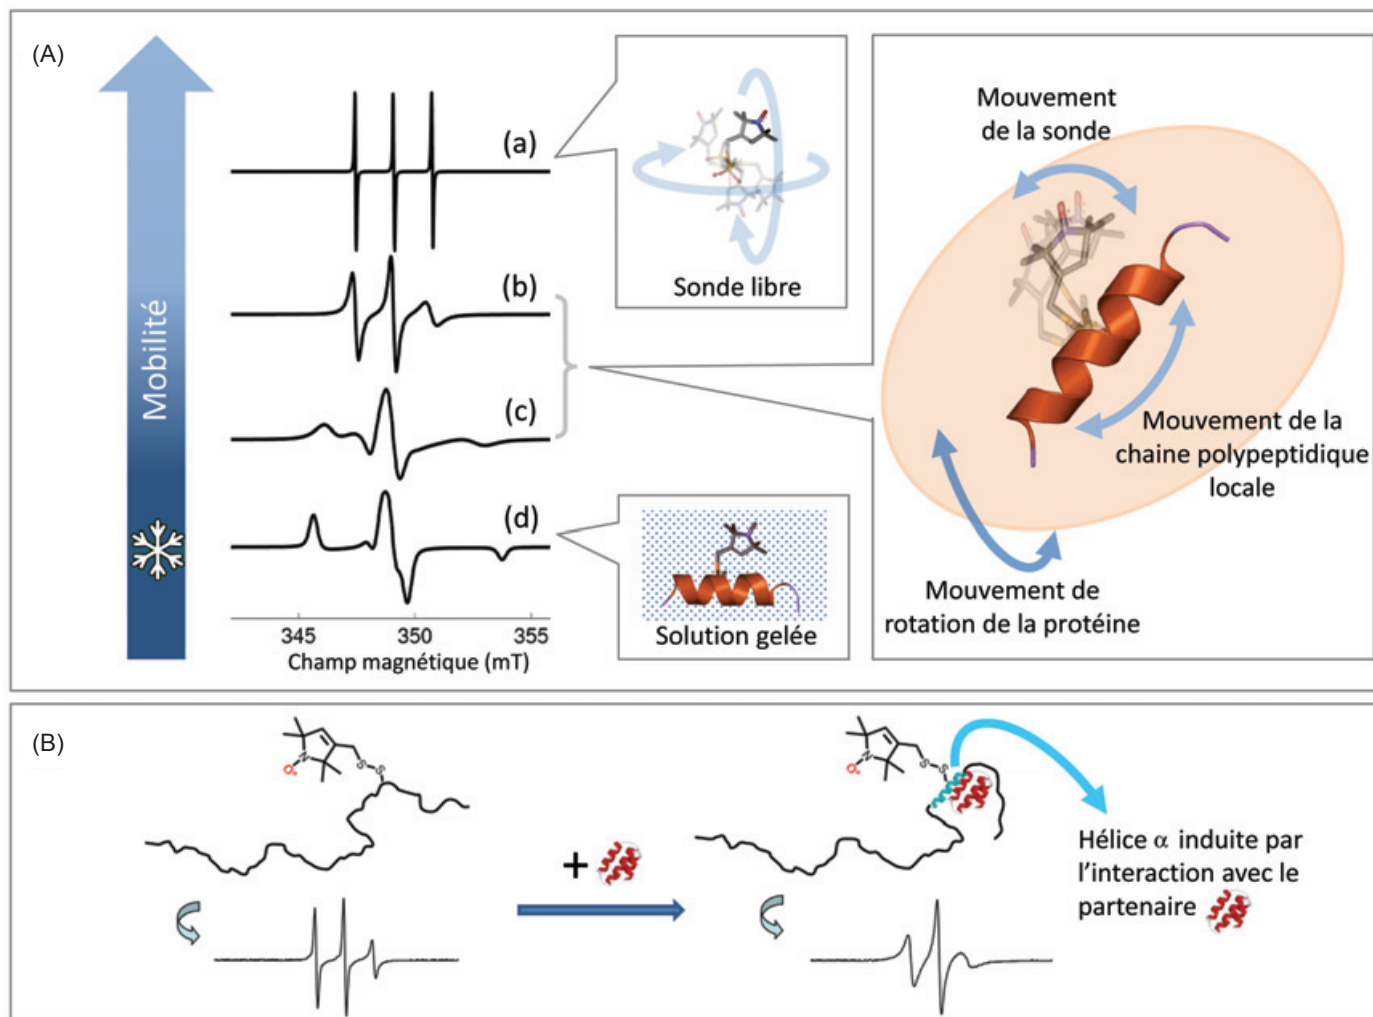 (A)
Mobilité
(a)
(b)
(c)
(d)
345
350
355
Champ magnétique (mT)
Sonde libre
Solution gelée
Mouvement
de la sonde
Mouvement de la
chaine polypeptidique
locale
Mouvement de
rotation de la protéine
(B)
N
O•
S
S
+
N
O•
S
S
Hélice α induite par
l'interaction avec le
partenaire